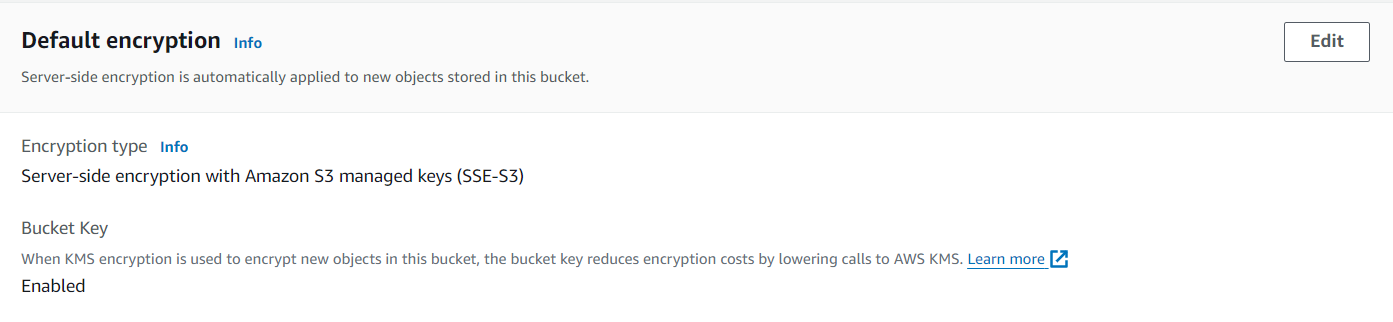 Default encryption Info
Edit
Server-side encryption is automatically applied to new objects stored in this bucket.
Encryption type Info
Server-side encryption with Amazon S3 managed keys (SSE-S3)
Bucket Key
When KMS encryption is used to encrypt new objects in this bucket, the bucket key reduces encryption costs by lowering calls to AWS KMS. Learn more
Enabled